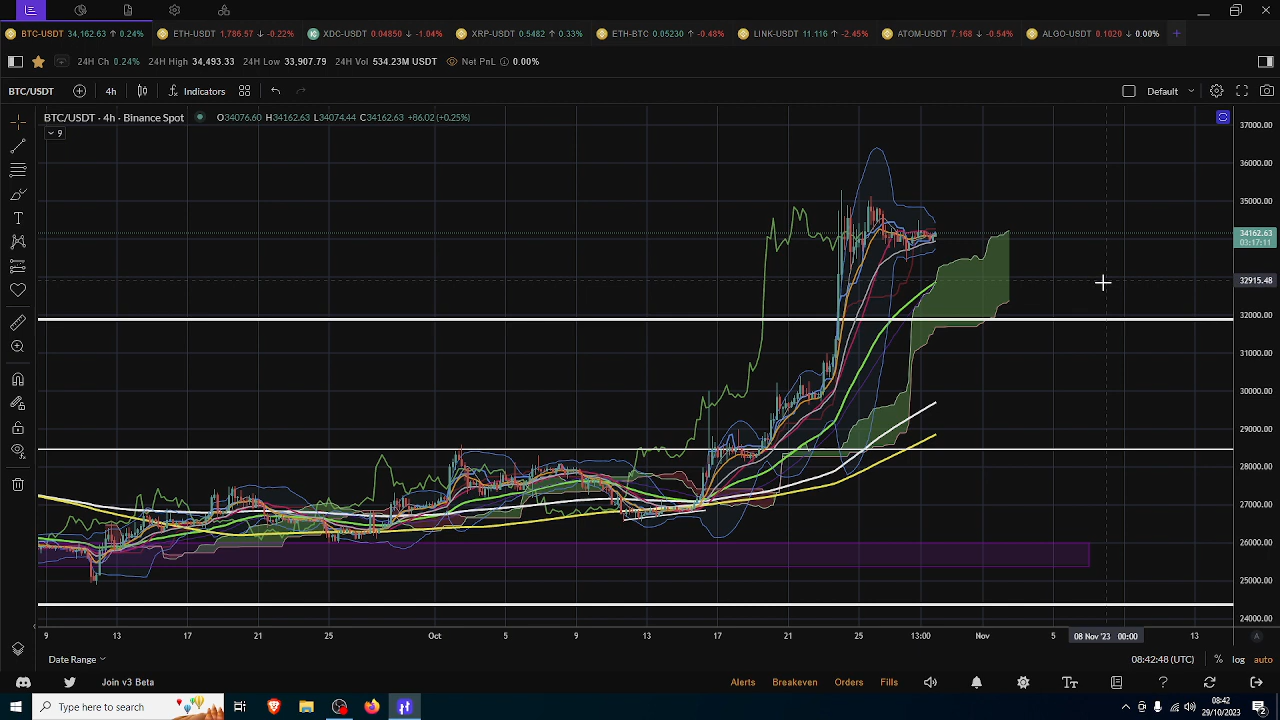 BTC-USDT 34,162.63 ↑ 0.24% ETH-USDT 1,786.57 ↓ -0.22% XDC-USDT 0.04850 ↓ -1.04% XRP-USDT 0.5482 ↑ 0.33% ETH-BTC 0.05230 ↑ -0.48% LINK-USDT 11.116 ↑ -2.45% ATOM-USDT 7.168 ↓ -0.54% ALGO-USDT 0.1020 ↓ 0.00% +
24H Ch 0.24% 24H High 34,493.33 24H Low 33,907.79 24H Vol 534.23M USDT Net PnL 0.00%
BTC/USDT 4h Indicators Default
BTC/USDT · 4h · Binance Spot O34076.60 H34162.63 L34074.44 C34162.63 +86.02 (+0.25%)
9
37000.00
36000.00
35000.00
34162.63
03:17:11
32915.48
32000.00
31000.00
30000.00
29000.00
28000.00
27000.00
26000.00
25000.00
24000.00
9 13 17 21 25 Oct 5 9 13 17 21 25 13:00 Nov 5 08 Nov '23 00:00 13 A
Date Range 08:42:48 (UTC) % log auto
Join v3 Beta Alerts Breakeven Orders Fills
Type here to search
08:42
29/10/2023
2